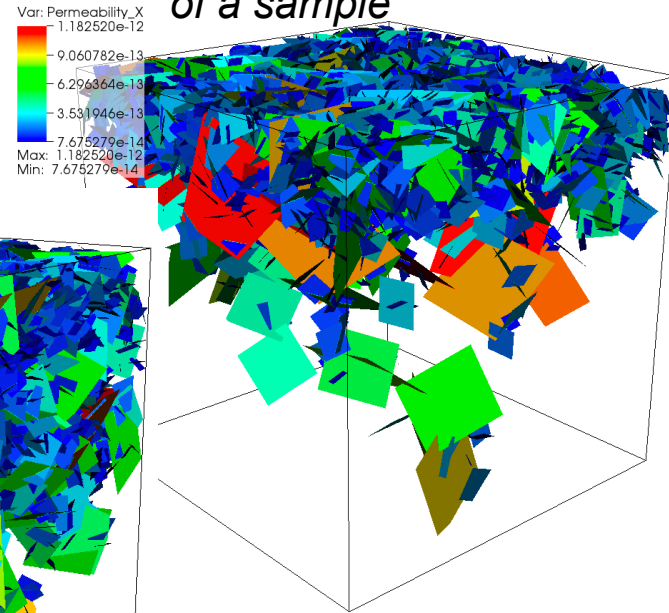 of a sample
Var: Permeability_X
1.182520e-12
9.060782e-13
6.296364e-13
3.531946e-13
7.675279e-14
Max: 1.182520e-12
Min: 7.675279e-14